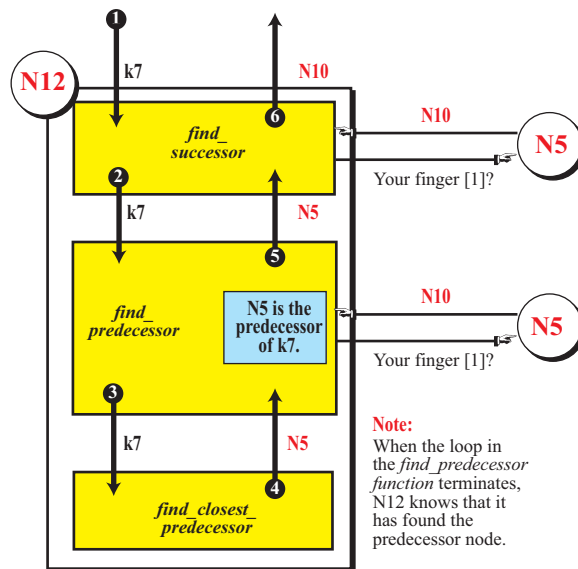 1
k7
N10
N12
6
find_
successor
N10
N5
Your finger [1]?
2
k7
N5
5
find_
predecessor
N5 is the
predecessor
of k7.
N10
N5
Your finger [1]?
3
k7
N5
4
find_closest_
predecessor
Note:
When the loop in
the find_predecessor
function terminates,
N12 knows that it
has found the
predecessor node.